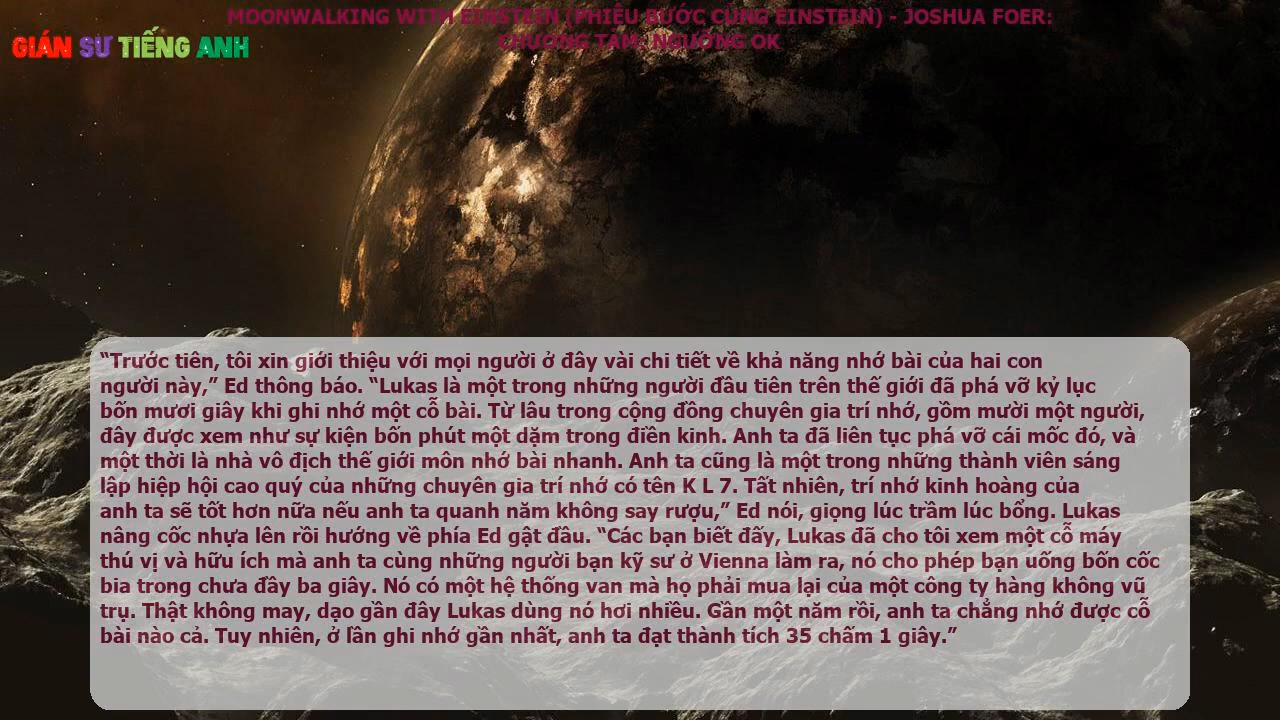 MOONWALKING WITH EINSTEIN (PHIÊU BƯỚC CÙNG EINSTEIN) - JOSHUA FOER:
CHƯƠNG TÁM: NGƯỠNG OK
GIÁN SƯ TIẾNG ANH
“Trước tiên, tôi xin giới thiệu với mọi người ở đây vài chi tiết về khả năng nhớ bài của hai con
người này,” Ed thông báo. “Lukas là một trong những người đầu tiên trên thế giới đã phá vỡ kỷ lục
bốn mươi giây khi ghi nhớ một cỗ bài. Từ lâu trong cộng đồng chuyên gia trí nhớ, gồm mười một người,
đây được xem như sự kiện bốn phút một dặm trong điền kinh. Anh ta đã liên tục phá vỡ cái mốc đó, và
một thời là nhà vô địch thế giới môn nhớ bài nhanh. Anh ta cũng là một trong những thành viên sáng
lập hiệp hội cao quý của những chuyên gia trí nhớ có tên K L 7. Tất nhiên, trí nhớ kinh hoàng của
anh ta sẽ tốt hơn nữa nếu anh ta quanh năm không say rượu,” Ed nói, giọng lúc trầm lúc bổng. Lukas
nâng cốc nhựa lên rồi hướng về phía Ed gật đầu. “Các bạn biết đấy, Lukas đã cho tôi xem một cỗ máy
thú vị và hữu ích mà anh ta cùng những người bạn kỹ sư ở Vienna làm ra, nó cho phép bạn uống bốn cốc
bia trong chưa đầy ba giây. Nó có một hệ thống van mà họ phải mua lại của một công ty hàng không vũ
trụ. Thật không may, dạo gần đây Lukas dùng nó hơi nhiều. Gần một năm rồi, anh ta chẳng nhớ được cỗ
bài nào cả. Tuy nhiên, ở lần ghi nhớ gần nhất, anh ta đạt thành tích 35 chấm 1 giây.”